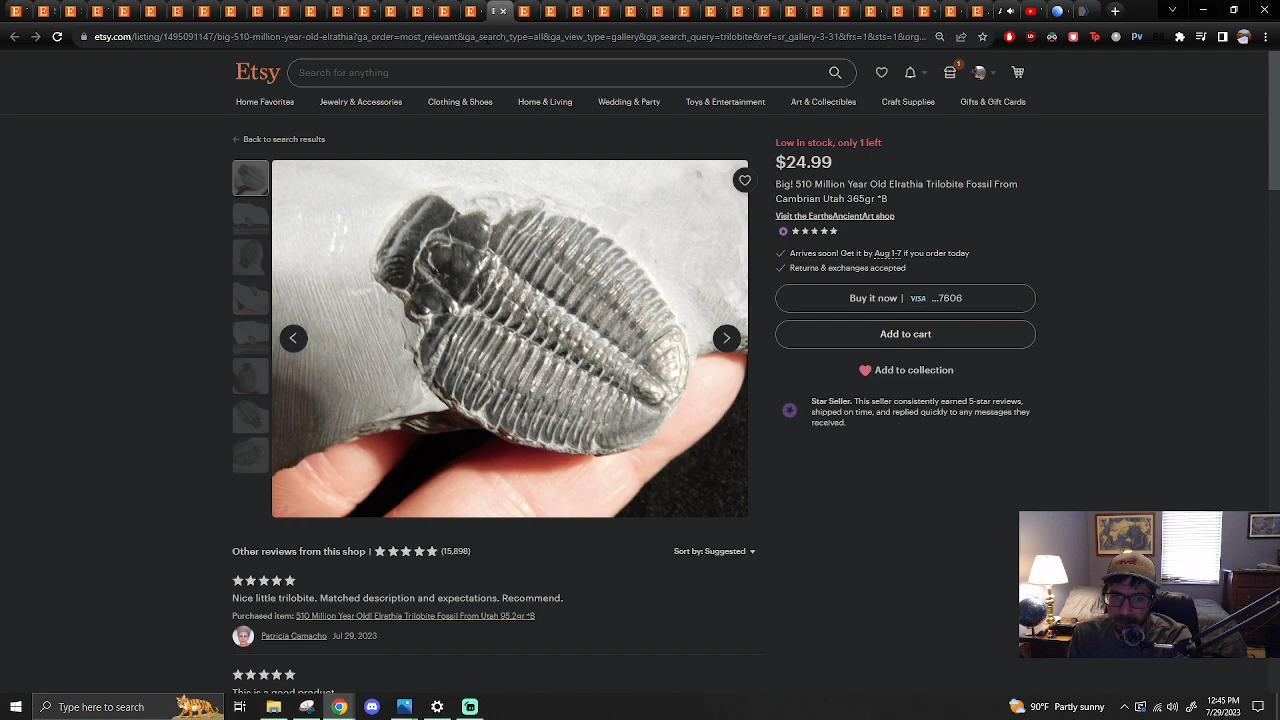 etsy.com/listing/1495091147/big-510-million-year-old-elrathia?ga_order=most_relevant&ga_search_type=all&ga_view_type=gallery&ga_search_query=trilobite&ref=sr_gallery-3-31&frs=1&sts=1&org...
Etsy
Search for anything
1
Home Favorites
Jewelry & Accessories
Clothing & Shoes
Home & Living
Wedding & Party
Toys & Entertainment
Art & Collectibles
Craft Supplies
Gifts & Gift Cards
Back to search results
Low in stock, only 1 left
$24.99
Big! 510 Million Year Old Elrathia Trilobite Fossil From
Cambrian Utah 365gr *B
Visit the EarthsAncientArt shop
Arrives soon! Get it by Aug 1-7 if you order today
Returns & exchanges accepted
Buy it now | VISA ...7606
Add to cart
Add to collection
Star Seller. This seller consistently earned 5-star reviews,
shipped on time, and replied quickly to any messages they
received.
Other reviews from this shop |
Sort by: Suggested
Nice little trilobite. Matched description and expectations. Recommend.
Purchased item: 510 Million Year Old! Elrathia Trilobite Fossil From Utah 95.2gr *B
Patricia Camacho Jul 29, 2023
This is a good product
Type here to search
90°F Partly sunny
12:45 PM
7/29/2023